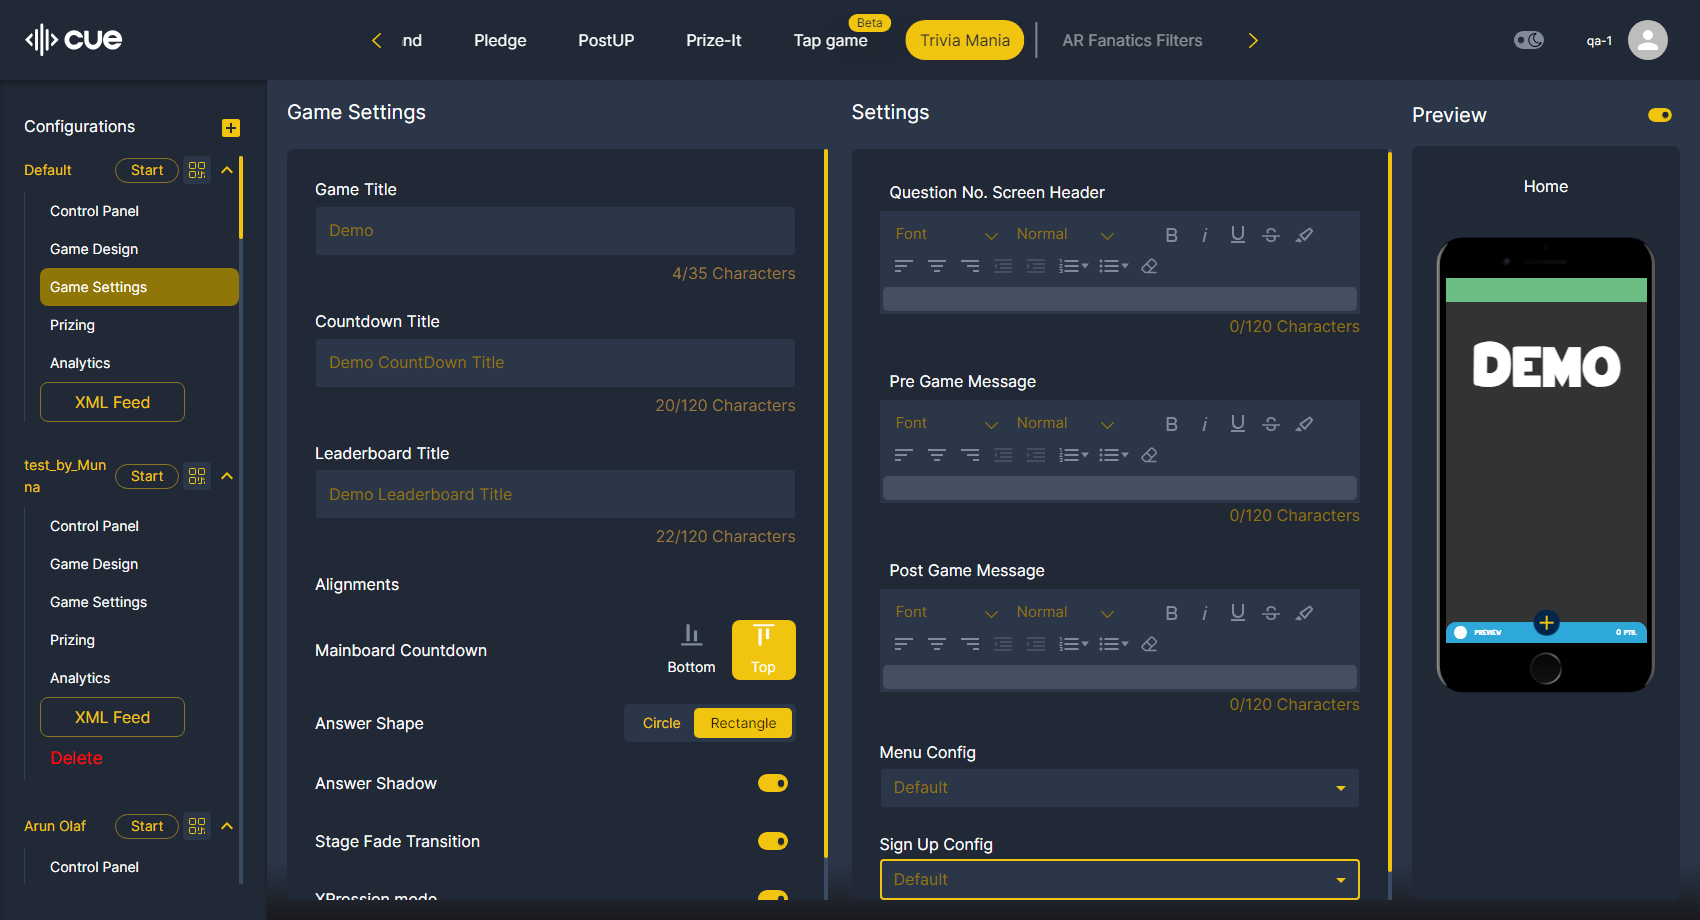 cue
nd
Pledge
PostUP
Prize-It
Tap game
Beta
Trivia Mania
AR Fanatics Filters
qa-1
Configurations
Default
Start
Control Panel
Game Design
Game Settings
Prizing
Analytics
XML Feed
test_by_Mun
na
Start
Control Panel
Game Design
Game Settings
Prizing
Analytics
XML Feed
Delete
Arun Olaf
Start
Control Panel
Game Settings
Game Title
Demo
4/35 Characters
Countdown Title
Demo CountDown Title
20/120 Characters
Leaderboard Title
Demo Leaderboard Title
22/120 Characters
Alignments
Mainboard Countdown
Bottom
Top
Answer Shape
Circle
Rectangle
Answer Shadow
Stage Fade Transition
XPression mode
Settings
Question No. Screen Header
Font
Normal
B i U S
0/120 Characters
Pre Game Message
Font
Normal
B i U S
0/120 Characters
Post Game Message
Font
Normal
B i U S
0/120 Characters
Menu Config
Default
Sign Up Config
Default
Preview
Home
DEMO
PREVIEW
0 PTS.